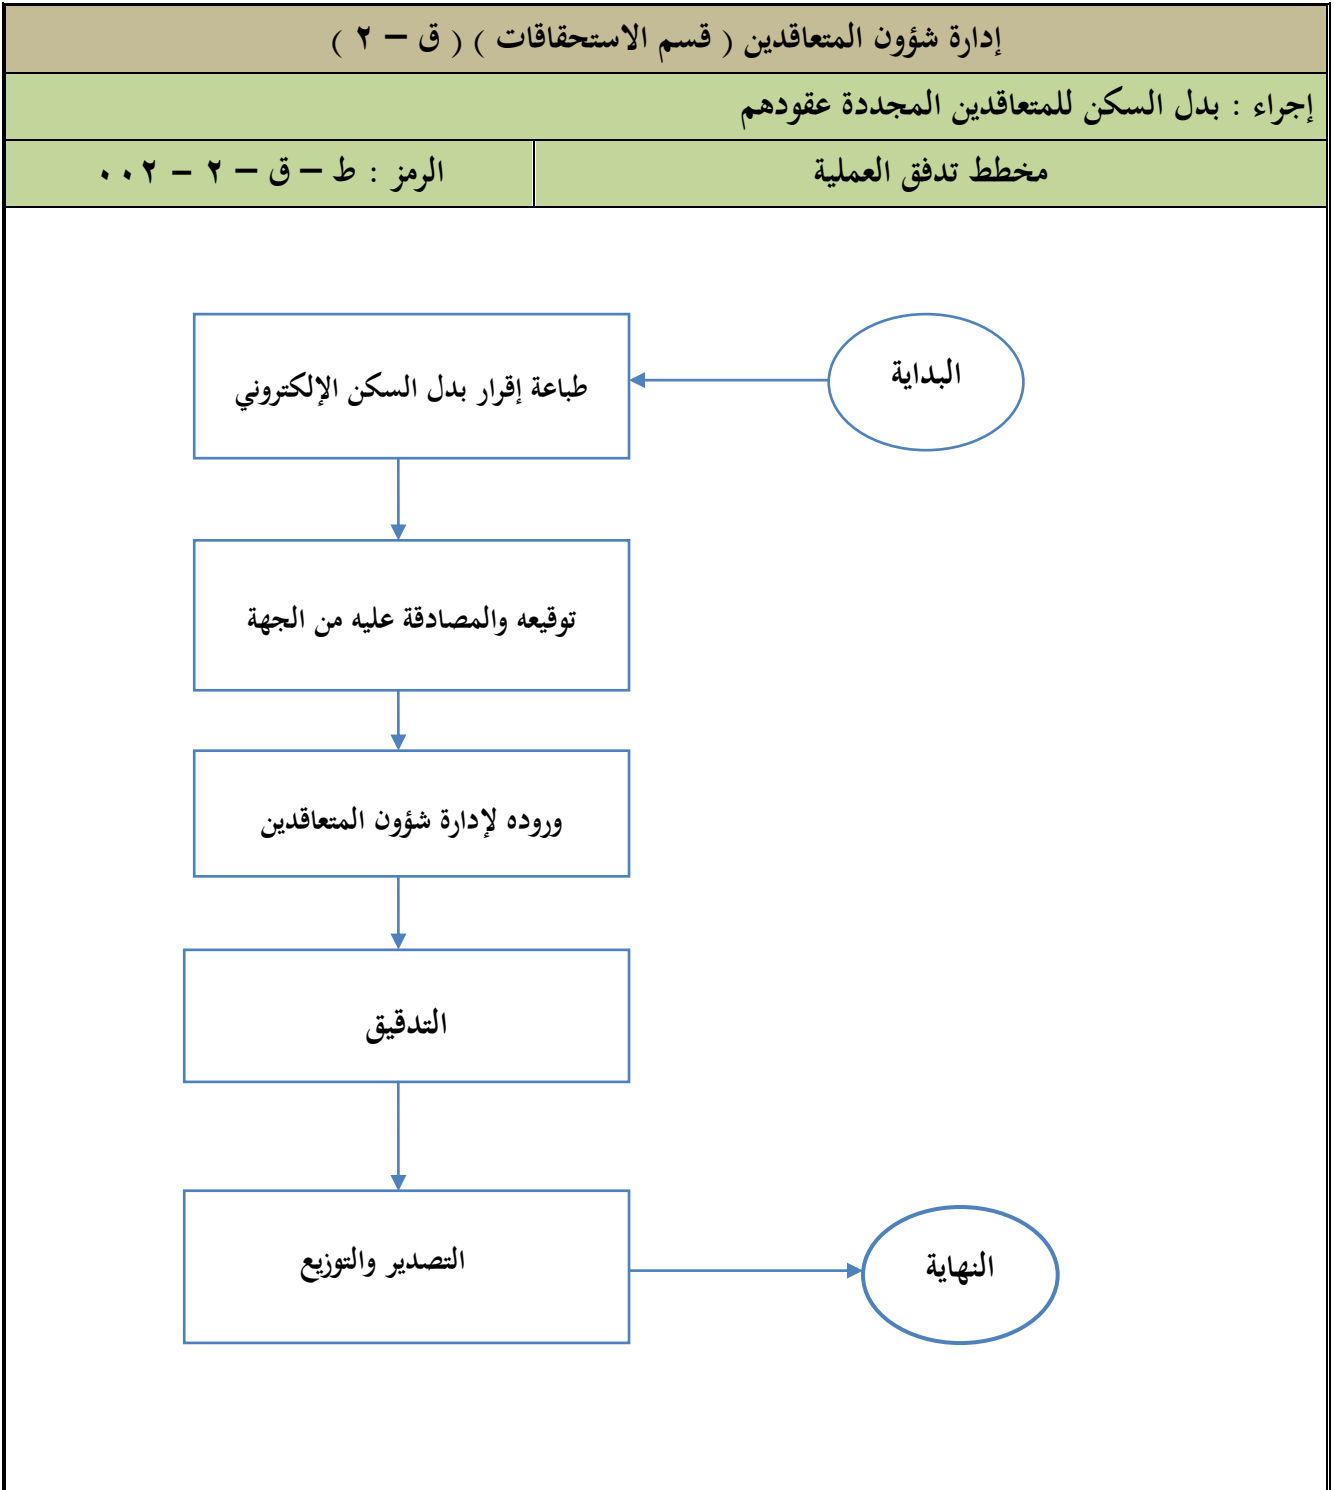 إدارة شؤون المتعاقدين ( قسم الاستحقاقات ) ( ق – ٢ )
إجراء : بدل السكن للمتعاقدين المجددة عقودهم
مخطط تدفق العملية
الرمز : ط – ق – ٢ – ٠٠٢
البداية
طباعة إقرار بدل السكن الإلكتروني
توقيعه والمصادقة عليه من الجهة
وروده لإدارة شؤون المتعاقدين
التدقيق
التصدير والتوزيع
النهاية